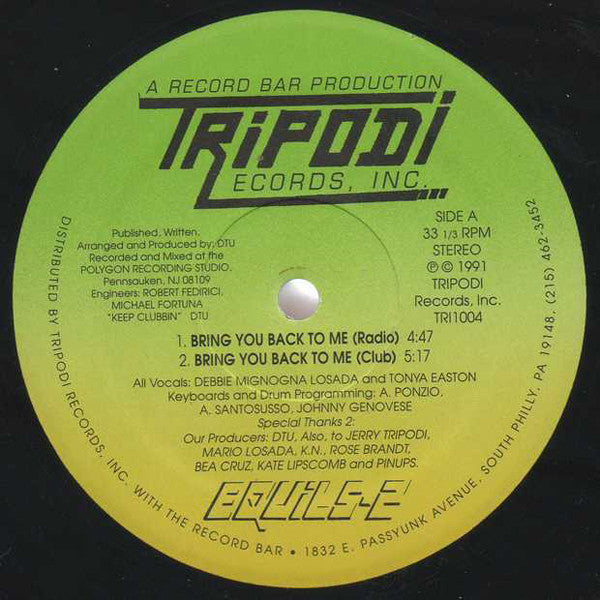 A RECORD BAR PRODUCTION
TRIPODI
RECORDS, INC.
Published, Written,
Arranged and Produced by: DTU
Recorded and Mixed at the
POLYGON RECORDING STUDIO,
Pennsauken, NJ 08109
Engineers: ROBERT FEDIRICI,
MICHAEL FORTUNA
"KEEP CLUBBIN" DTU
SIDE A
33 1/3 RPM
STEREO
℗ © 1991
TRIPODI
Records, Inc.
TRI1004
1. BRING YOU BACK TO ME (Radio) 4:47
2. BRING YOU BACK TO ME (Club) 5:17
All Vocals: DEBBIE MIGNOGNA LOSADA and TONYA EASTON
Keyboards and Drum Programming: A. PONZIO,
A. SANTOSUSSO, JOHNNY GENOVESE
Special Thanks 2:
Our Producers: DTU, Also, to JERRY TRIPODI,
MARIO LOSADA, K.N., ROSE BRANDT,
BEA CRUZ, KATE LIPSCOMB and PINUPS.
EQUILS-2
DISTRIBUTED BY TRIPODI RECORDS, INC. WITH THE RECORD BAR • 1832 E. PASSYUNK AVENUE, SOUTH PHILLY, PA 19148, (215) 462-3452